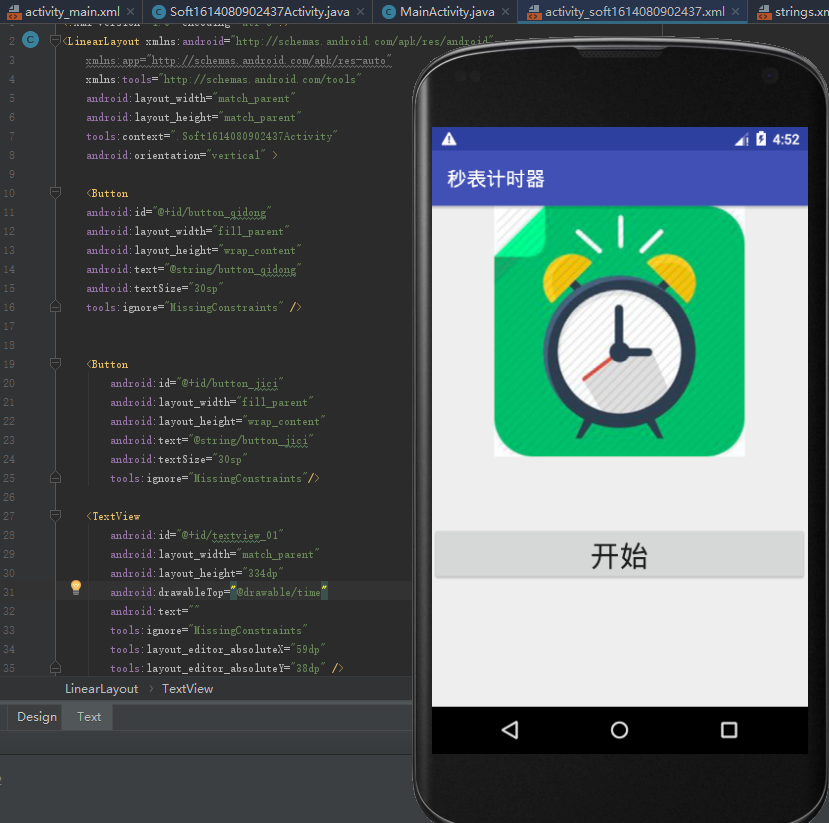 activity_main.xml
Soft1614080902437Activity.java
MainActivity.java
activity_soft1614080902437.xml
strings.xm
2 <LinearLayout xmlns:android="http://schemas.android.com/apk/res/android"
3 xmlns:app="http://schemas.android.com/apk/res-auto"
4 xmlns:tools="http://schemas.android.com/tools"
5 android:layout_width="match_parent"
6 android:layout_height="match_parent"
7 tools:context=".Soft1614080902437Activity"
8 android:orientation="vertical" >
9
10 <Button
11 android:id="@+id/button_qidong"
12 android:layout_width="fill_parent"
13 android:layout_height="wrap_content"
14 android:text="@string/button_qidong"
15 android:textSize="30sp"
16 tools:ignore="MissingConstraints" />
17
18
19 <Button
20 android:id="@+id/button_jici"
21 android:layout_width="fill_parent"
22 android:layout_height="wrap_content"
23 android:text="@string/button_jici"
24 android:textSize="30sp"
25 tools:ignore="MissingConstraints"/>
26
27 <TextView
28 android:id="@+id/textview_01"
29 android:layout_width="match_parent"
30 android:layout_height="334dp"
31 android:drawableTop="@drawable/time"
32 android:text=""
33 tools:ignore="MissingConstraints"
34 tools:layout_editor_absoluteX="59dp"
35 tools:layout_editor_absoluteY="38dp" />
LinearLayout › TextView
Design Text
4:52
秒表计时器
开始